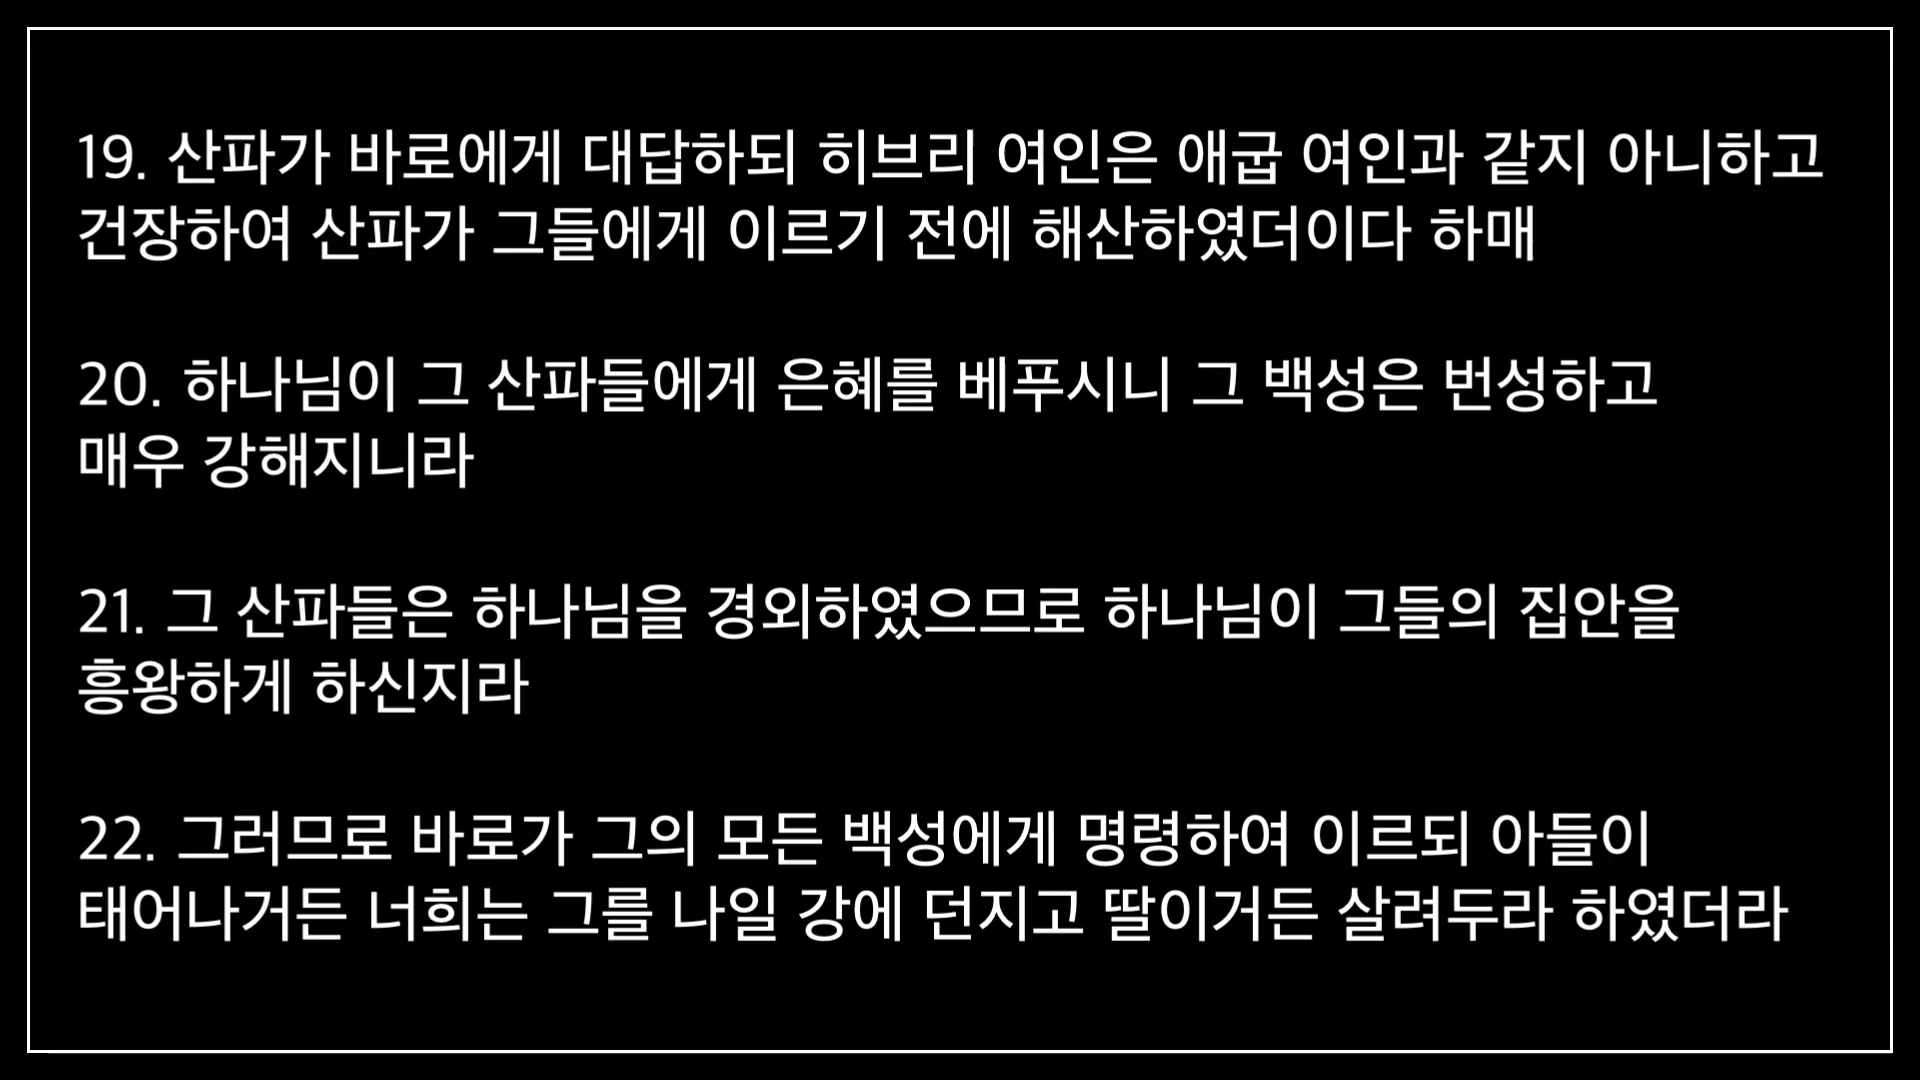 19. 산파가 바로에게 대답하되 히브리 여인은 애굽 여인과 같지 아니하고
건장하여 산파가 그들에게 이르기 전에 해산하였더이다 하매
20. 하나님이 그 산파들에게 은혜를 베푸시니 그 백성은 번성하고
매우 강해지니라
21. 그 산파들은 하나님을 경외하였으므로 하나님이 그들의 집안을
흥왕하게 하신지라
22. 그러므로 바로가 그의 모든 백성에게 명령하여 이르되 아들이
태어나거든 너희는 그를 나일 강에 던지고 딸이거든 살려두라 하였더라